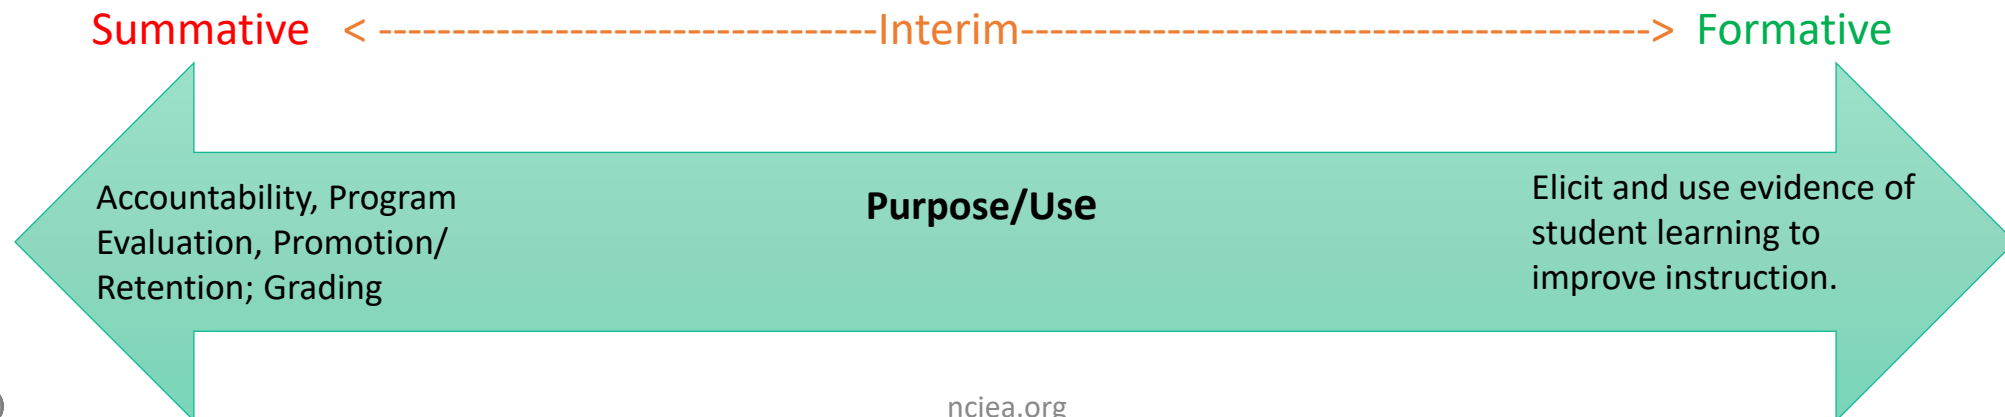 Summative < ----------------------------------Interim-------------------------------------------> Formative
Accountability, Program
Evaluation, Promotion/
Retention; Grading
Purpose/Use
Elicit and use evidence of
student learning to
improve instruction.
nciea.org